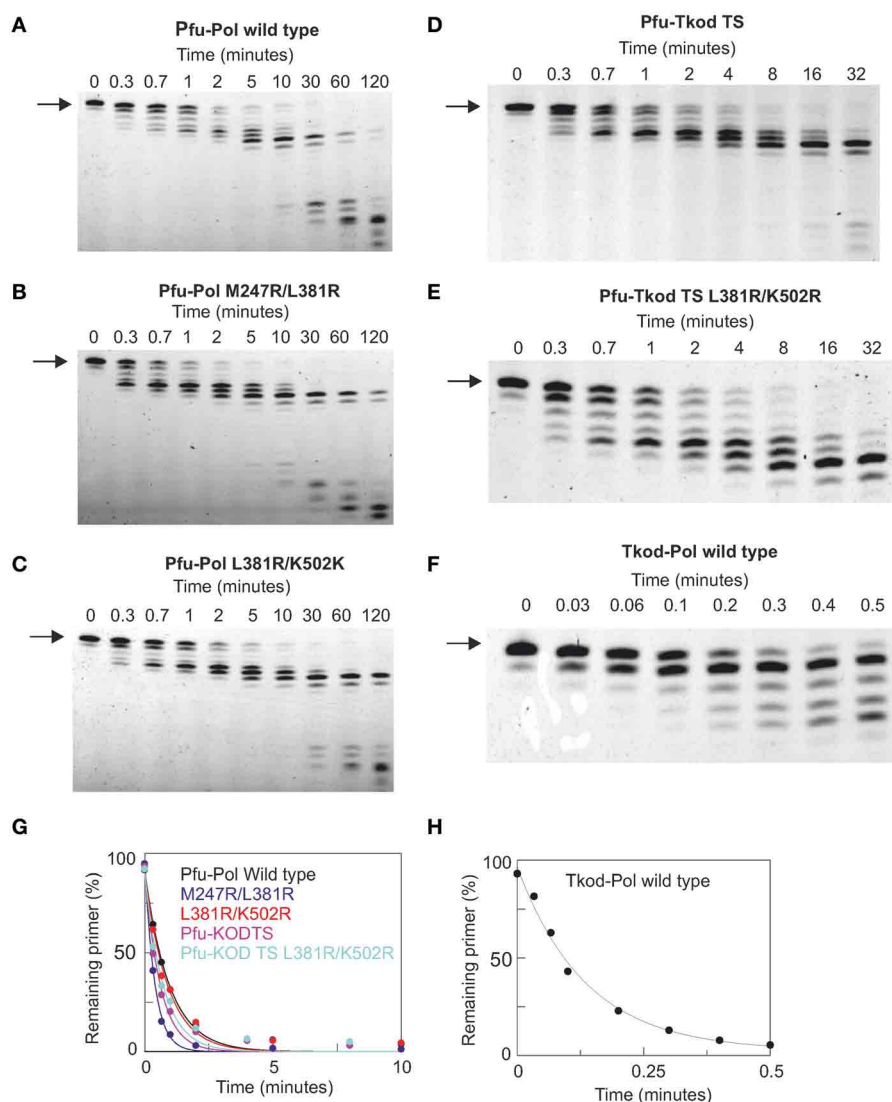 A
Pfu-Pol wild type
Time (minutes)
0 0.3 0.7 1 2 5 10 30 60 120
B
Pfu-Pol M247R/L381R
Time (minutes)
0 0.3 0.7 1 2 5 10 30 60 120
C
Pfu-Pol L381R/K502K
Time (minutes)
0 0.3 0.7 1 2 5 10 30 60 120
D
Pfu-Tkod TS
Time (minutes)
0 0.3 0.7 1 2 4 8 16 32
E
Pfu-Tkod TS L381R/K502R
Time (minutes)
0 0.3 0.7 1 2 4 8 16 32
F
Tkod-Pol wild type
Time (minutes)
0 0.03 0.06 0.1 0.2 0.3 0.4 0.5
G
100
50
0
Remaining primer (%)
Pfu-Pol Wild type
M247R/L381R
L381R/K502R
Pfu-KODTS
Pfu-KOD TS L381R/K502R
0 5 10
Time (minutes)
H
100
50
0
Remaining primer (%)
Tkod-Pol wild type
0 0.25 0.5
Time (minutes)